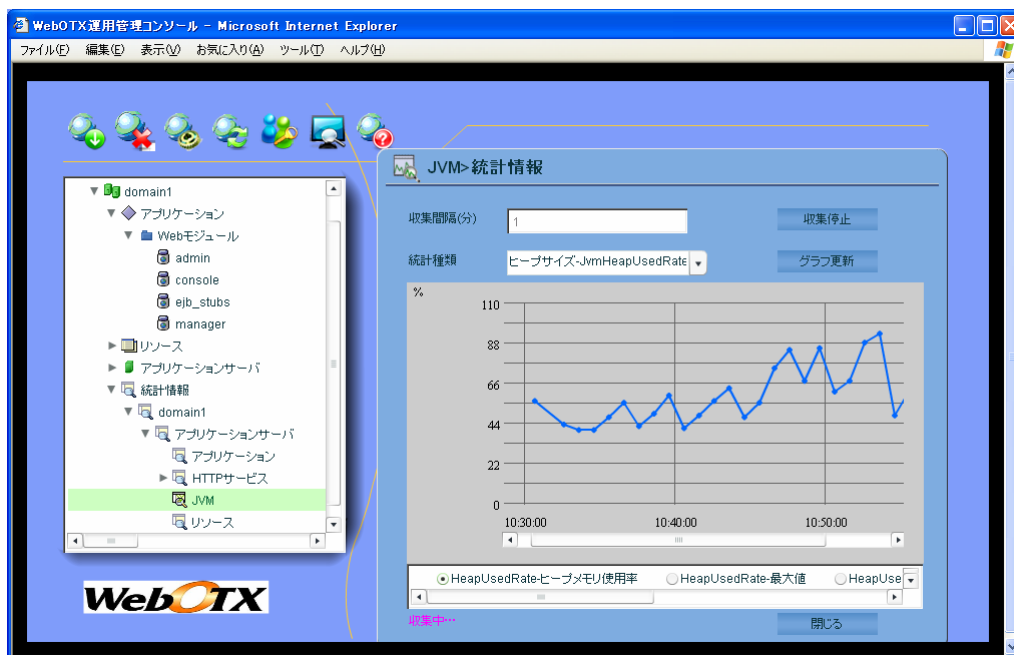 WebOTX運用管理コンソール - Microsoft Internet Explorer
ファイル(F) 編集(E) 表示(V) お気に入り(A) ツール(T) ヘルプ(H)
domain1
アプリケーション
Webモジュール
admin
console
ejb_stubs
manager
リソース
アプリケーションサーバ
統計情報
domain1
アプリケーションサーバ
アプリケーション
HTTPサービス
JVM
リソース
WebOTX
JVM>統計情報
収集間隔(分) 1 収集停止
統計種類 ヒープサイズ-JvmHeapUsedRate グラフ更新
%
110
88
66
44
22
0
10:30:00 10:40:00 10:50:00
HeapUsedRate-ヒープメモリ使用率 HeapUsedRate-最大値 HeapUse
収集中…
閉じる